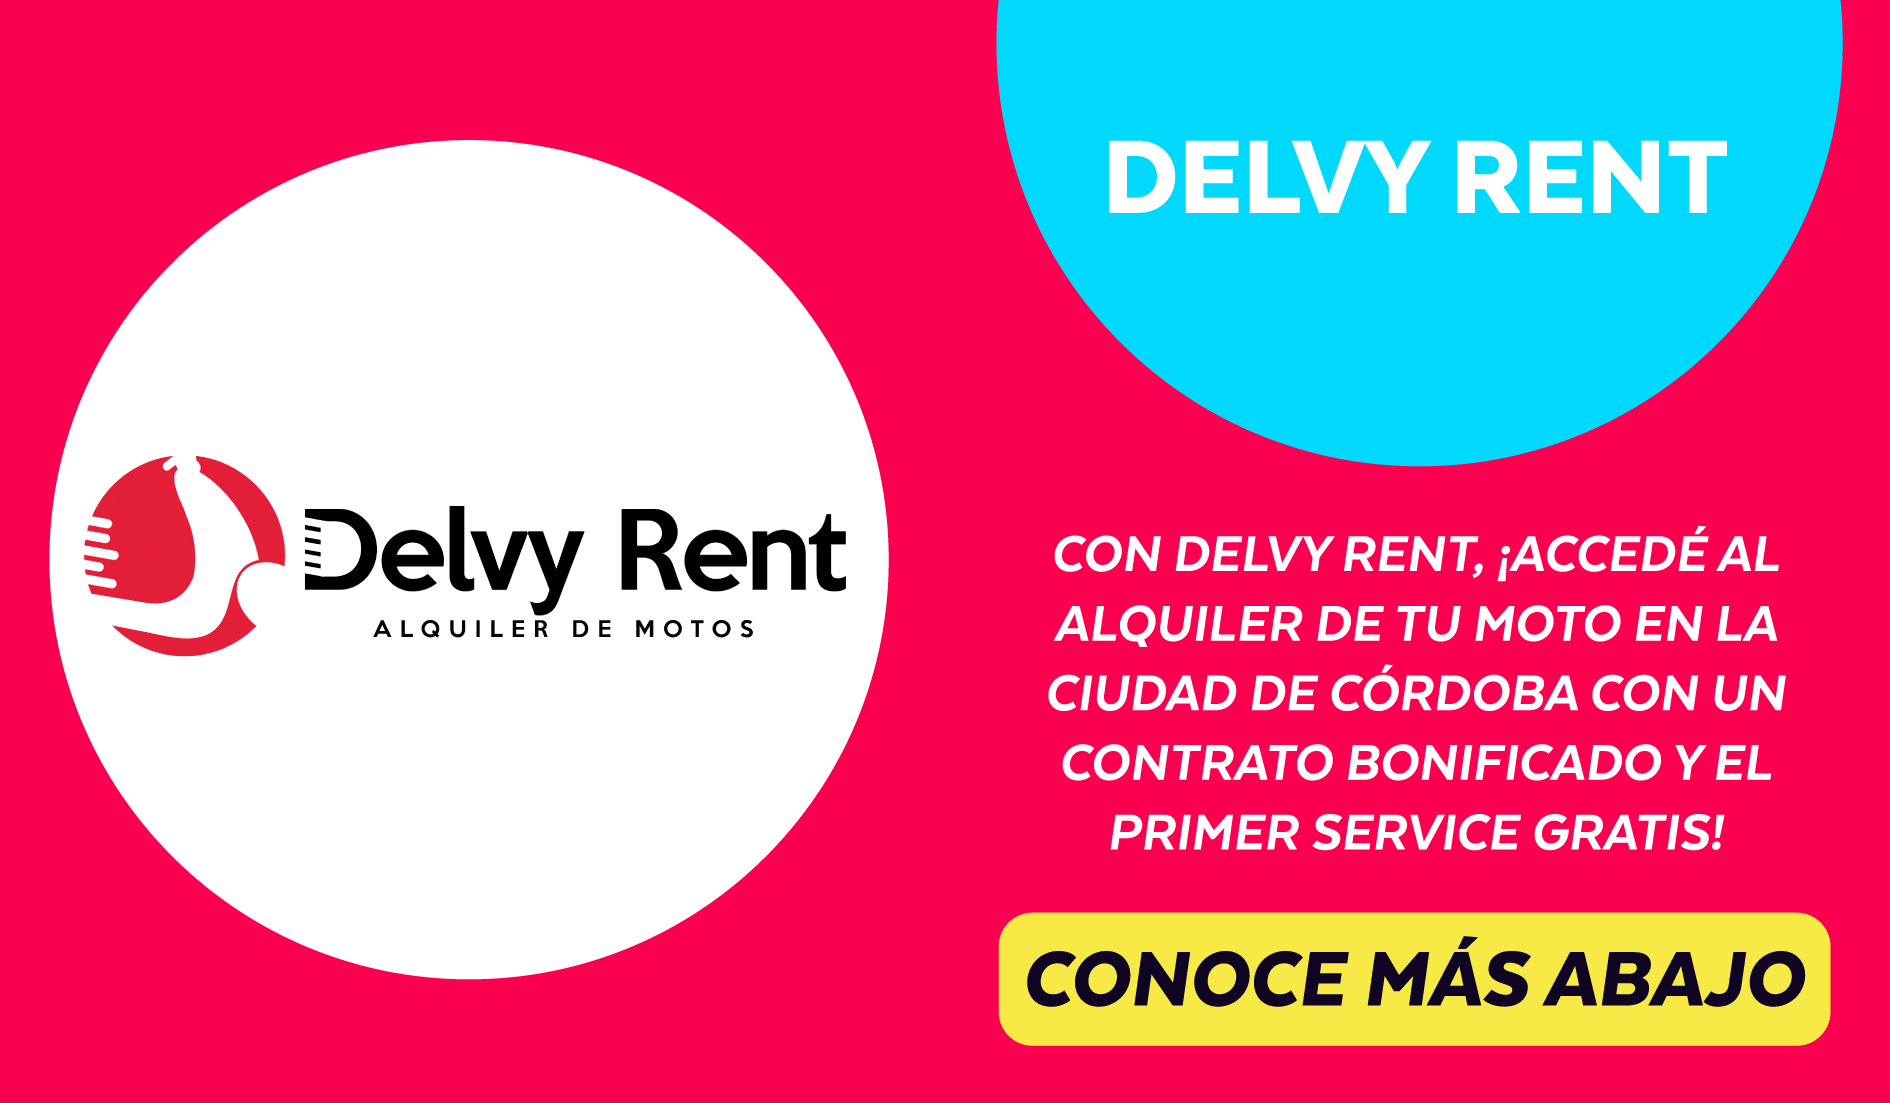 Delvy Rent
ALQUILER DE MOTOS
DELVY RENT
CON DELVY RENT, ¡ACCEDÉ AL
ALQUILER DE TU MOTO EN LA
CIUDAD DE CÓRDOBA CON UN
CONTRATO BONIFICADO Y EL
PRIMER SERVICE GRATIS!
CONOCE MÁS ABAJO